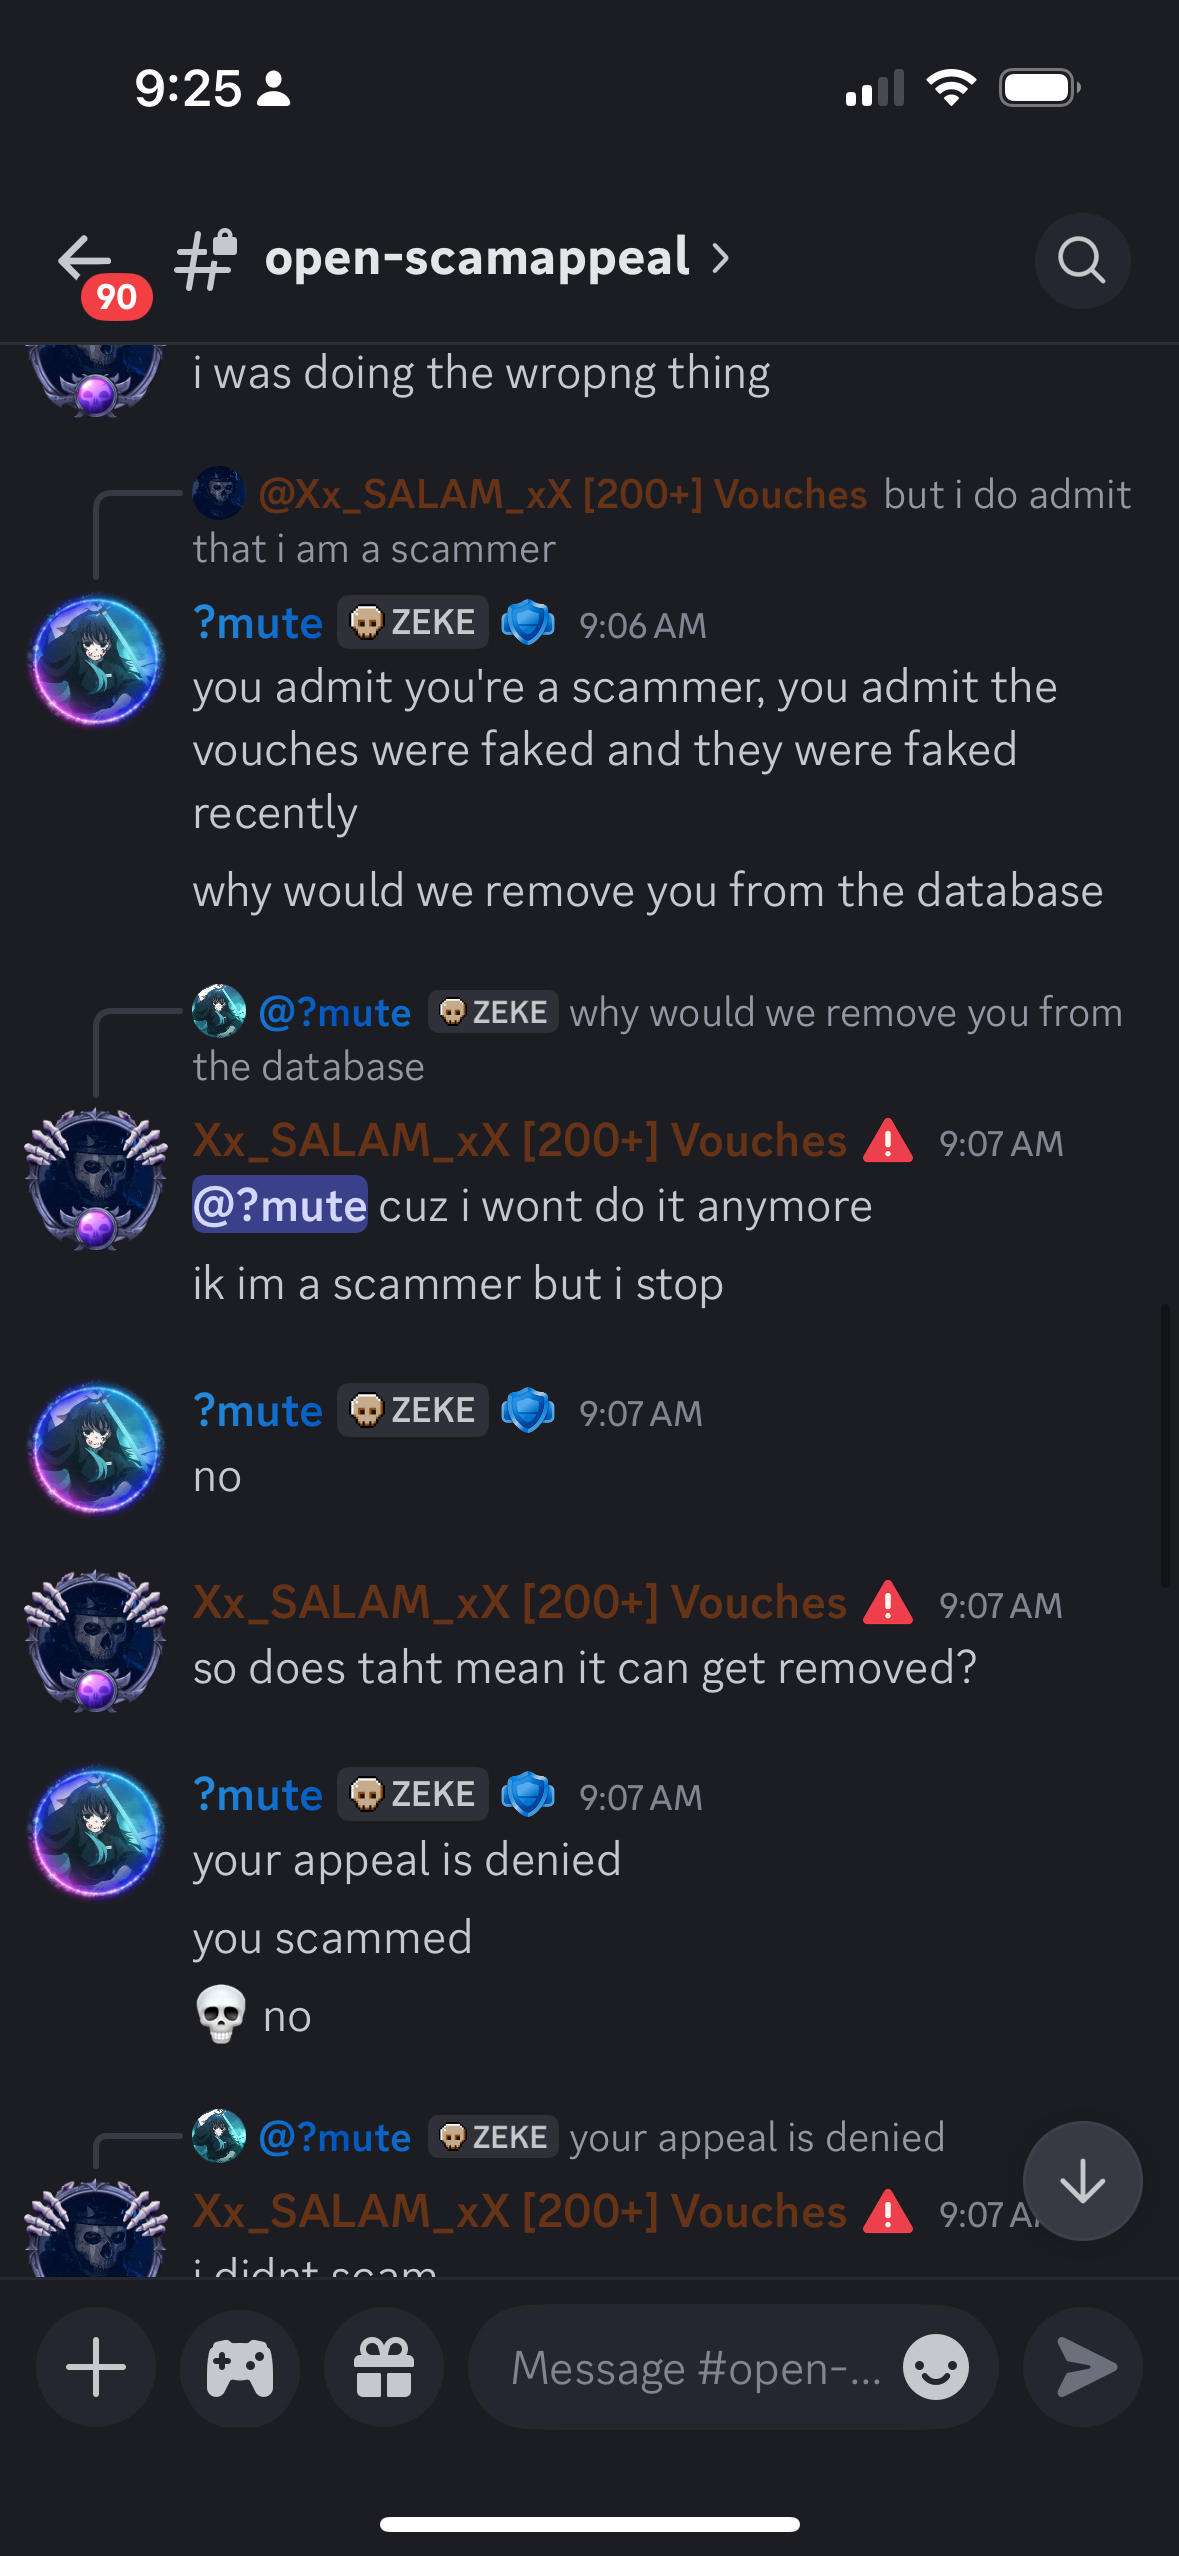 9:25
90
open-scamappeal
i was doing the wropng thing
@Xx_SALAM_xX [200+] Vouches but i do admit
that i am a scammer
?mute ZEKE 9:06 AM
you admit you're a scammer, you admit the
vouches were faked and they were faked
recently
why would we remove you from the database
@?mute ZEKE why would we remove you from
the database
Xx_SALAM_xX [200+] Vouches 9:07 AM
@?mute cuz i wont do it anymore
ik im a scammer but i stop
?mute ZEKE 9:07 AM
no
Xx_SALAM_xX [200+] Vouches 9:07 AM
so does taht mean it can get removed?
?mute ZEKE 9:07 AM
your appeal is denied
you scammed
💀 no
@?mute ZEKE your appeal is denied
Xx_SALAM_xX [200+] Vouches 9:07 A
i didnt scam
Message #open-...